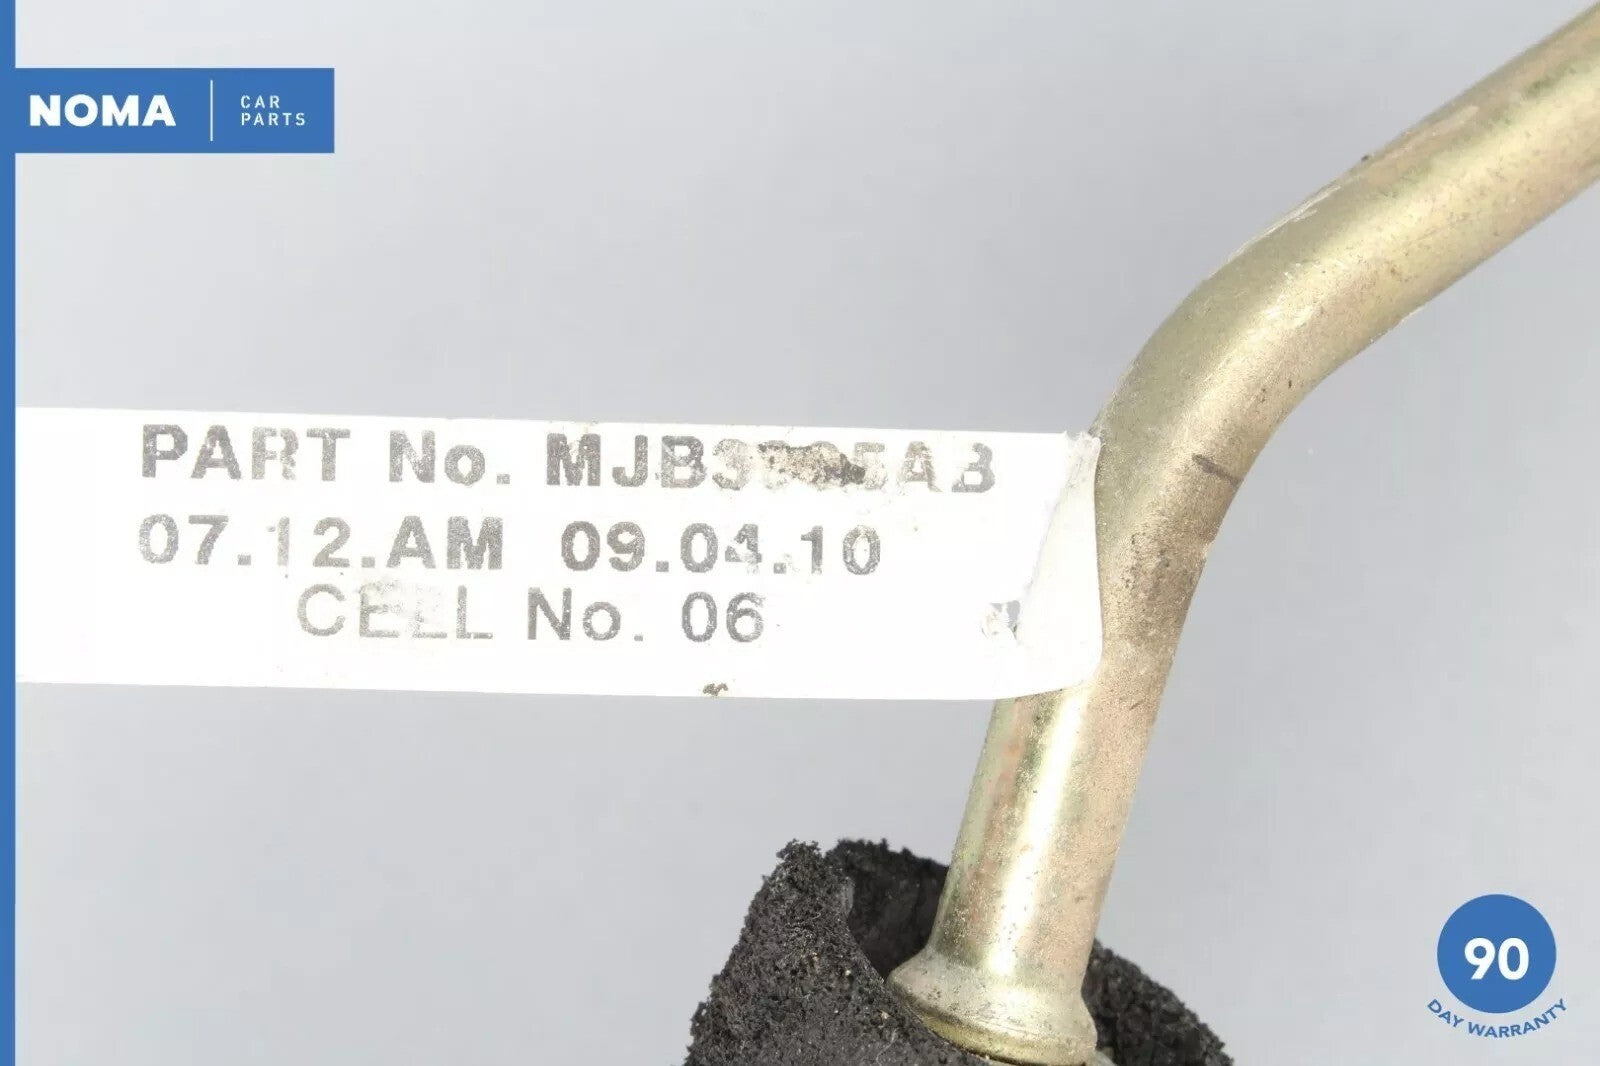 NOMA
CAR
PARTS
PART No.
07.12.AM 09.04.10
CELL No. 06
90
DAY WARRANTY